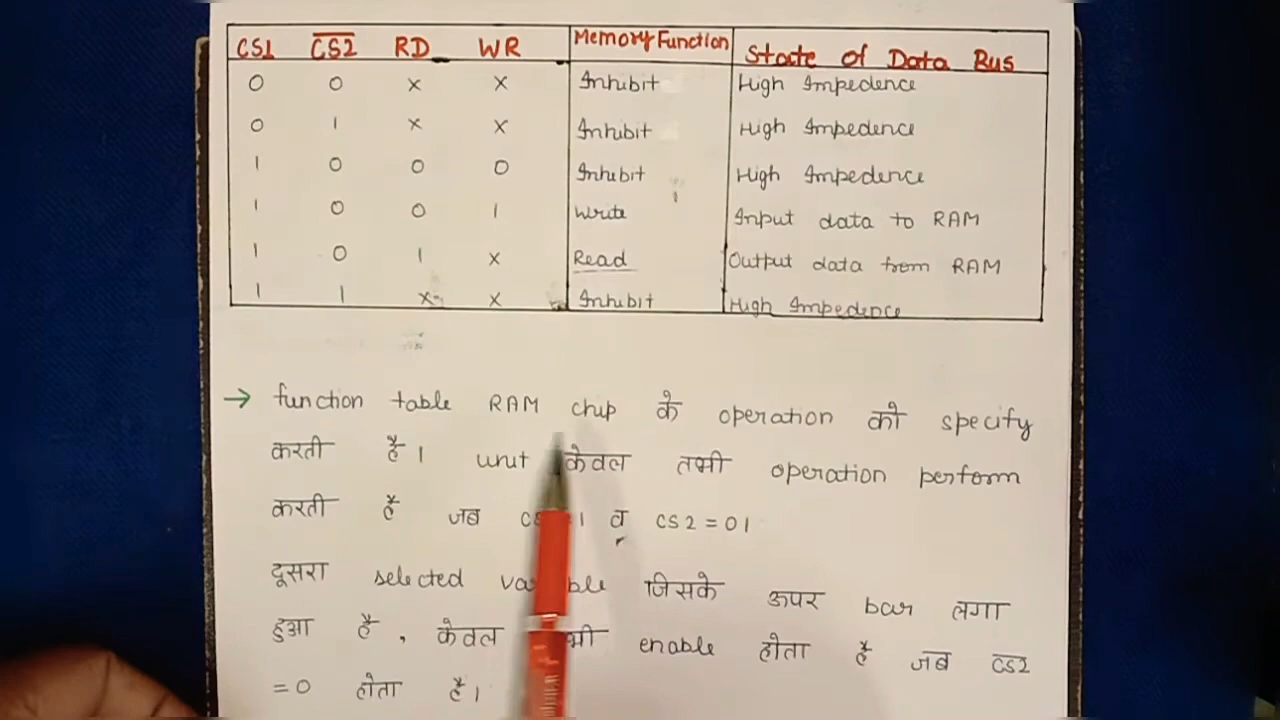 CS1 C̅S̅2̅ RD WR Memory Function State of Data Bus
0 0 x x Inhibit High Impedence
0 1 x x Inhibit High Impedence
1 0 0 0 Inhibit High Impedence
1 0 0 1 Write Input data to RAM
1 0 1 x Read Output data from RAM
1 1 x x Inhibit High Impedence
→ function table RAM chip के operation को specify
करती है। unit केवल तभी operation perform
करती है जब 1 व CS2 = 0।
दूसरा selected जिसके ऊपर bar लगा
हुआ है, केवल enable होता है जब C̅S̅2
=0 होता है।